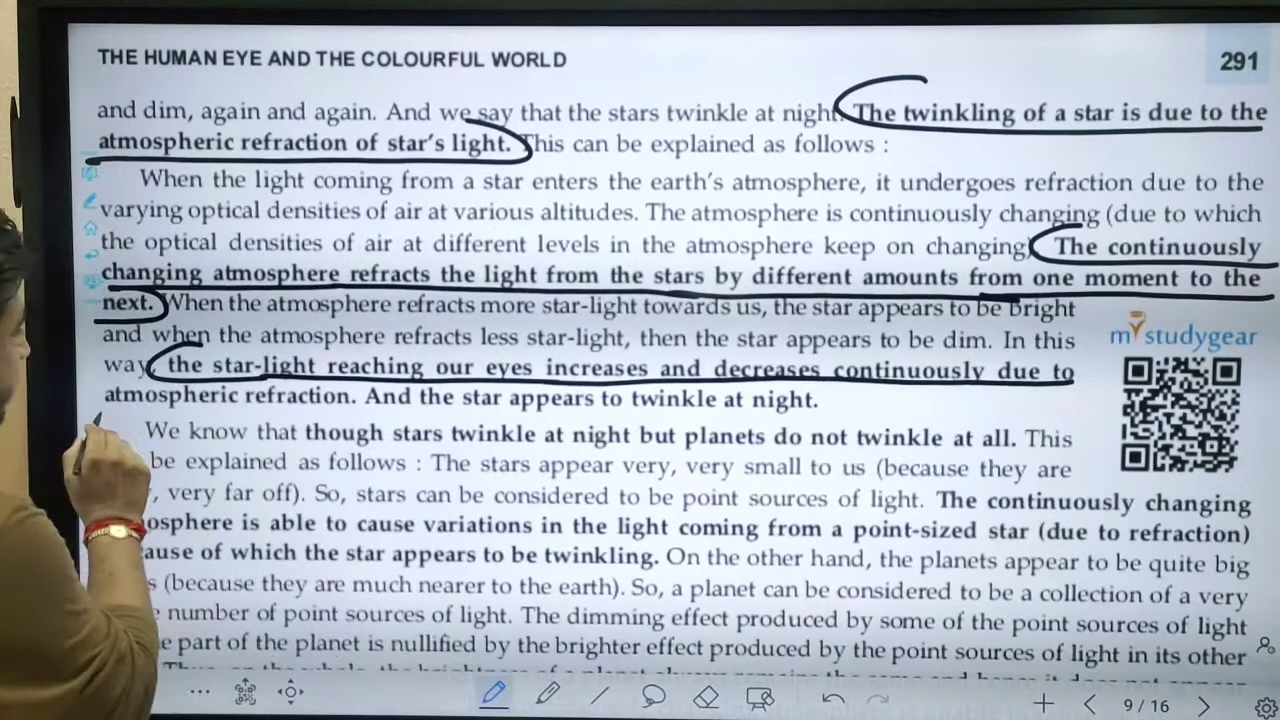 THE HUMAN EYE AND THE COLOURFUL WORLD
291
and dim, again and again. And we say that the stars twinkle at night. The twinkling of a star is due to the
atmospheric refraction of star's light. This can be explained as follows :
When the light coming from a star enters the earth's atmosphere, it undergoes refraction due to the
varying optical densities of air at various altitudes. The atmosphere is continuously changing (due to which
the optical densities of air at different levels in the atmosphere keep on changing). The continuously
changing atmosphere refracts the light from the stars by different amounts from one moment to the
next. When the atmosphere refracts more star-light towards us, the star appears to be bright
and when the atmosphere refracts less star-light, then the star appears to be dim. In this
way, the star-light reaching our eyes increases and decreases continuously due to
atmospheric refraction. And the star appears to twinkle at night.
mystudygear
We know that though stars twinkle at night but planets do not twinkle at all. This
be explained as follows : The stars appear very, very small to us (because they are
, very far off). So, stars can be considered to be point sources of light. The continuously changing
osphere is able to cause variations in the light coming from a point-sized star (due to refraction)
ause of which the star appears to be twinkling. On the other hand, the planets appear to be quite big
s (because they are much nearer to the earth). So, a planet can be considered to be a collection of a very
number of point sources of light. The dimming effect produced by some of the point sources of light
e part of the planet is nullified by the brighter effect produced by the point sources of light in its other
9 / 16